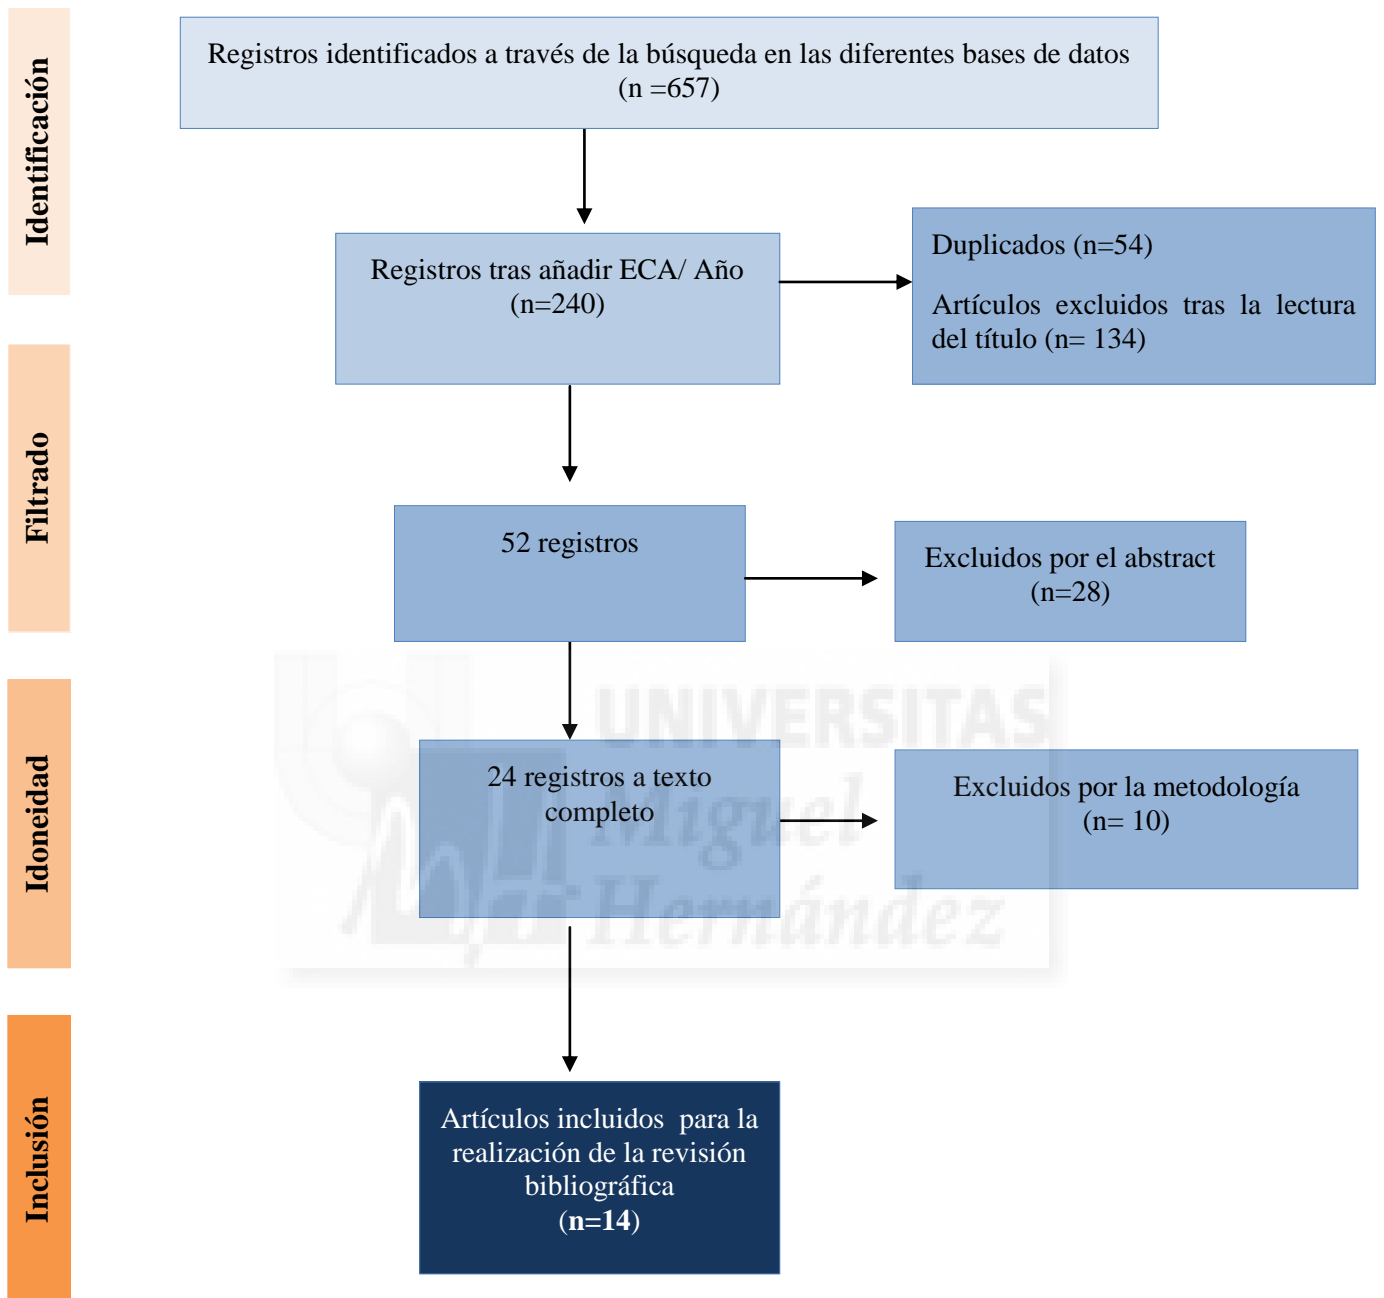 Identificación
Registros identificados a través de la búsqueda en las diferentes bases de datos
(n =657)
Registros tras añadir ECA/ Año
(n=240)
Duplicados (n=54)
Artículos excluidos tras la lectura
del título (n= 134)
Filtrado
52 registros
Excluidos por el abstract
(n=28)
Idoneidad
24 registros a texto
completo
Excluidos por la metodología
(n= 10)
UNIVERSITAS
Miguel
Hernández
Inclusión
Artículos incluidos  para la
realización de la revisión
bibliográfica
(n=14)